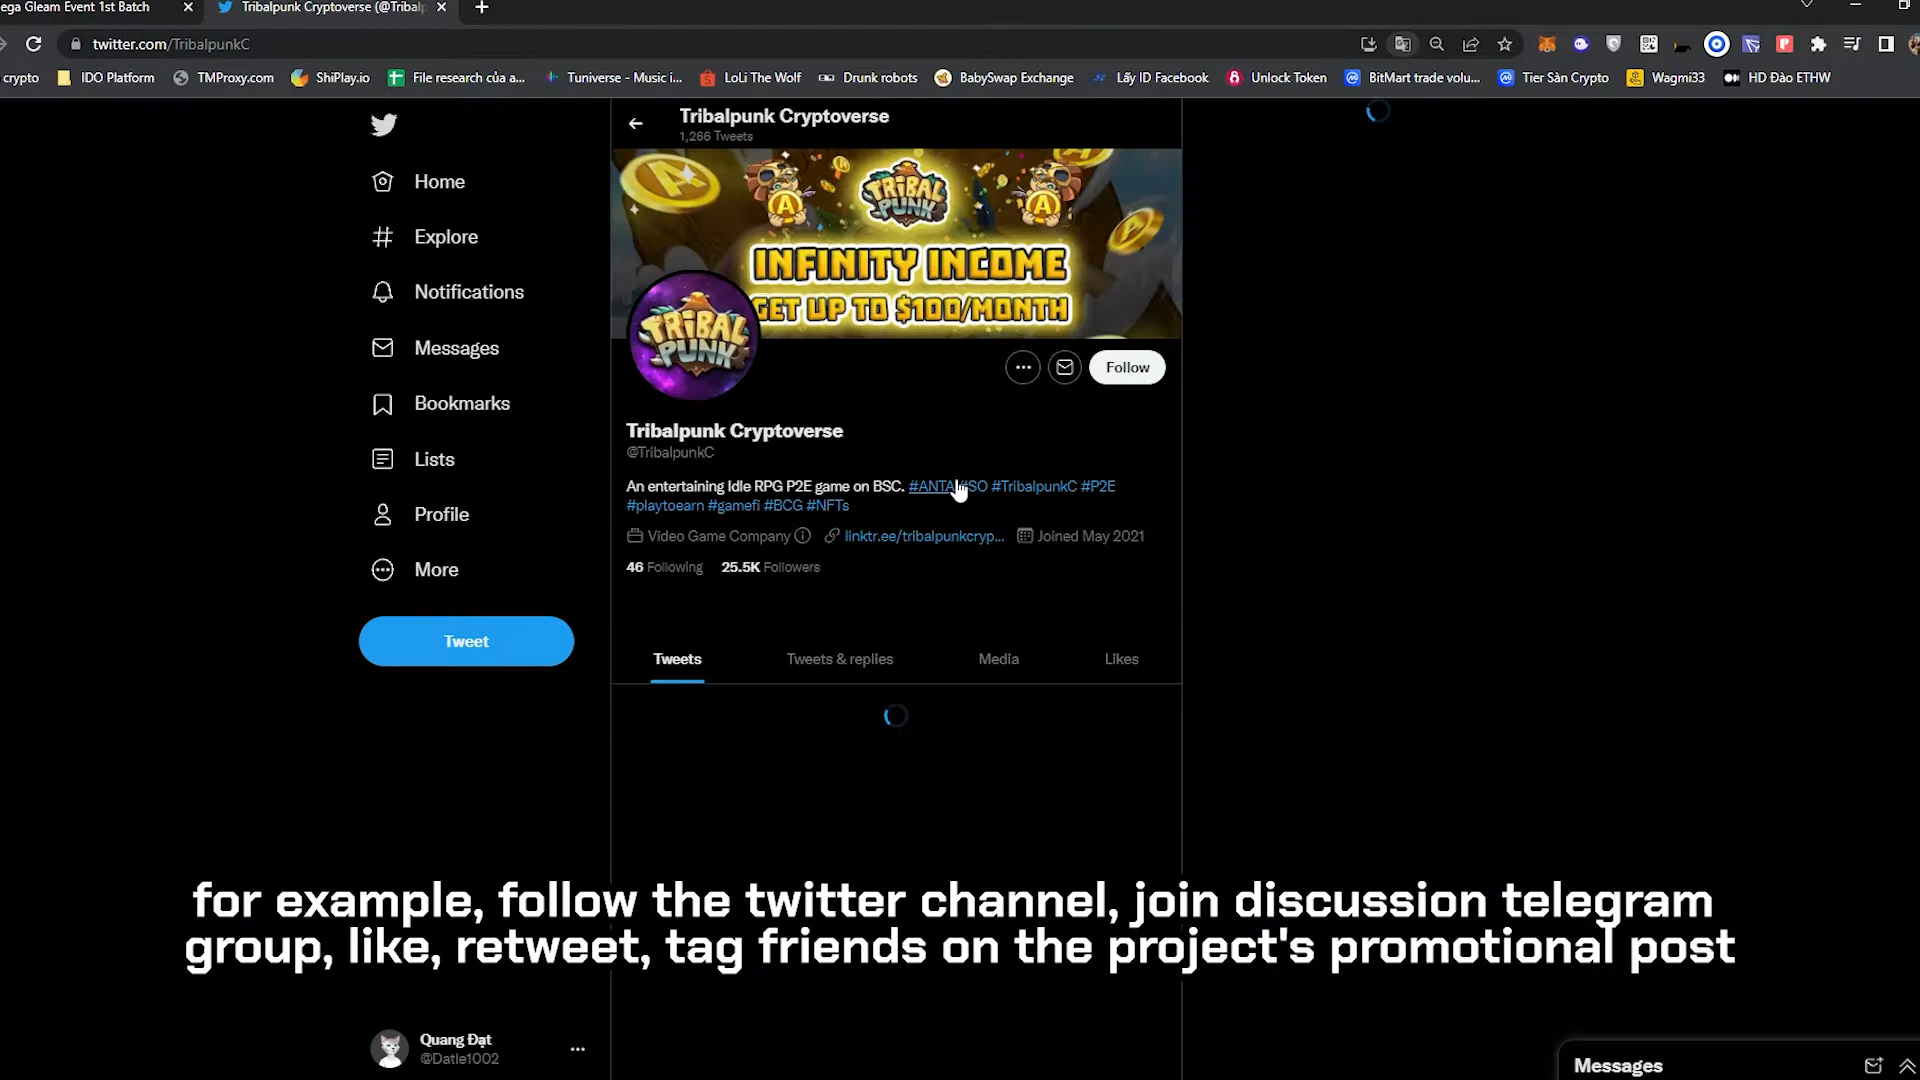 ega Gleam Event 1st Batch
Tribalpunk Cryptoverse (@Tribalp
twitter.com/TribalpunkC
crypto
IDO Platform
TMProxy.com
ShiPlay.io
File research của a...
Tuniverse - Music i...
LoLi The Wolf
Drunk robots
BabySwap Exchange
Lấy ID Facebook
Unlock Token
BitMart trade volu...
Tier Sàn Crypto
Wagmi33
HD Đào ETHW
Tribalpunk Cryptoverse
1,266 Tweets
TRIBAL
PUNK
INFINITY INCOME
GET UP TO $100/MONTH
TRIBAL
PUNK
Home
Explore
Notifications
Messages
Bookmarks
Lists
Profile
More
Tweet
Follow
Tribalpunk Cryptoverse
@TribalpunkC
An entertaining Idle RPG P2E game on BSC. #ANTA #SO #TribalpunkC #P2E
#playtoearn #gamefi #BCG #NFTs
Video Game Company
linktr.ee/tribalpunkcryp...
Joined May 2021
46 Following
25.5K Followers
Tweets
Tweets & replies
Media
Likes
for example, follow the twitter channel, join discussion telegram
group, like, retweet, tag friends on the project's promotional post
Quang Đạt
@Datle1002
Messages